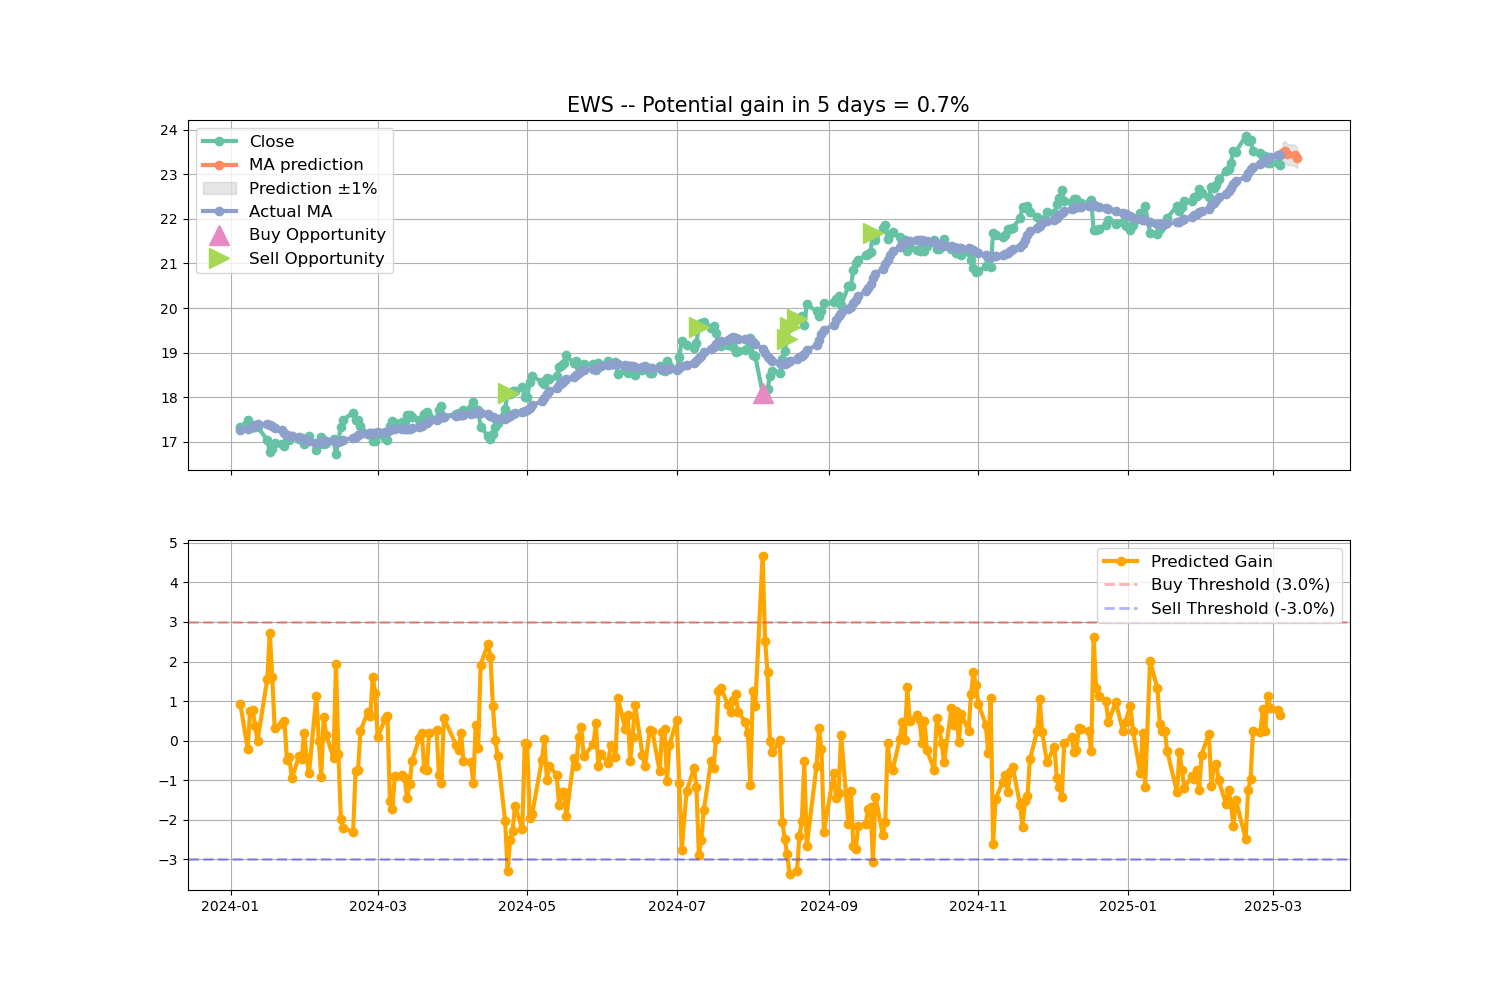 EWS -- Potential gain in 5 days = 0.7%
24
23
22
21
20
19
18
17
Close
MA prediction
Prediction ±1%
Actual MA
Buy Opportunity
Sell Opportunity
5
4
3
2
1
0
−1
−2
−3
Predicted Gain
Buy Threshold (3.0%)
Sell Threshold (-3.0%)
2024-01 2024-03 2024-05 2024-07 2024-09 2024-11 2025-01 2025-03